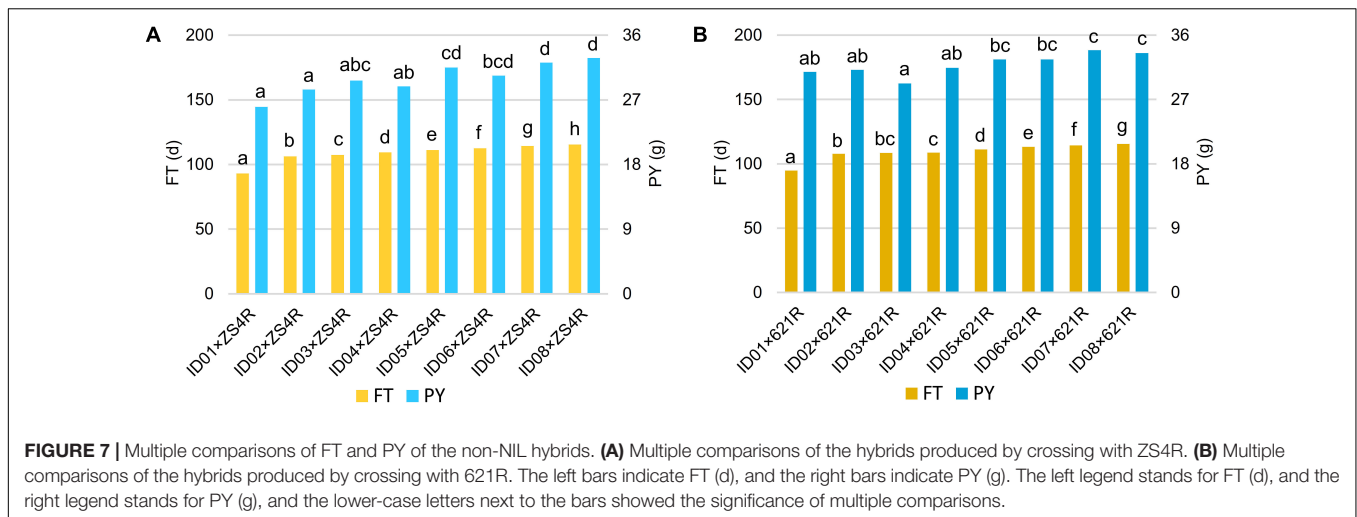 A
200
150
100
50
0
FT (d)
36
27
18
9
0
PY (g)
a a
b a
c abc
d ab
e cd
f bcd
g d
h d
ID01×ZS4R
ID02×ZS4R
ID03×ZS4R
ID04×ZS4R
ID05×ZS4R
ID06×ZS4R
ID07×ZS4R
ID08×ZS4R
FT PY
B
200
150
100
50
0
FT (d)
36
27
18
9
0
PY (g)
a ab
b ab
bc a
c ab
d bc
e bc
f c
g c
ID01×621R
ID02×621R
ID03×621R
ID04×621R
ID05×621R
ID06×621R
ID07×621R
ID08×621R
FT PY
FIGURE 7 | Multiple comparisons of FT and PY of the non-NIL hybrids. (A) Multiple comparisons of the hybrids produced by crossing with ZS4R. (B) Multiple
comparisons of the hybrids produced by crossing with 621R. The left bars indicate FT (d), and the right bars indicate PY (g). The left legend stands for FT (d), and the
right legend stands for PY (g), and the lower-case letters next to the bars showed the significance of multiple comparisons.